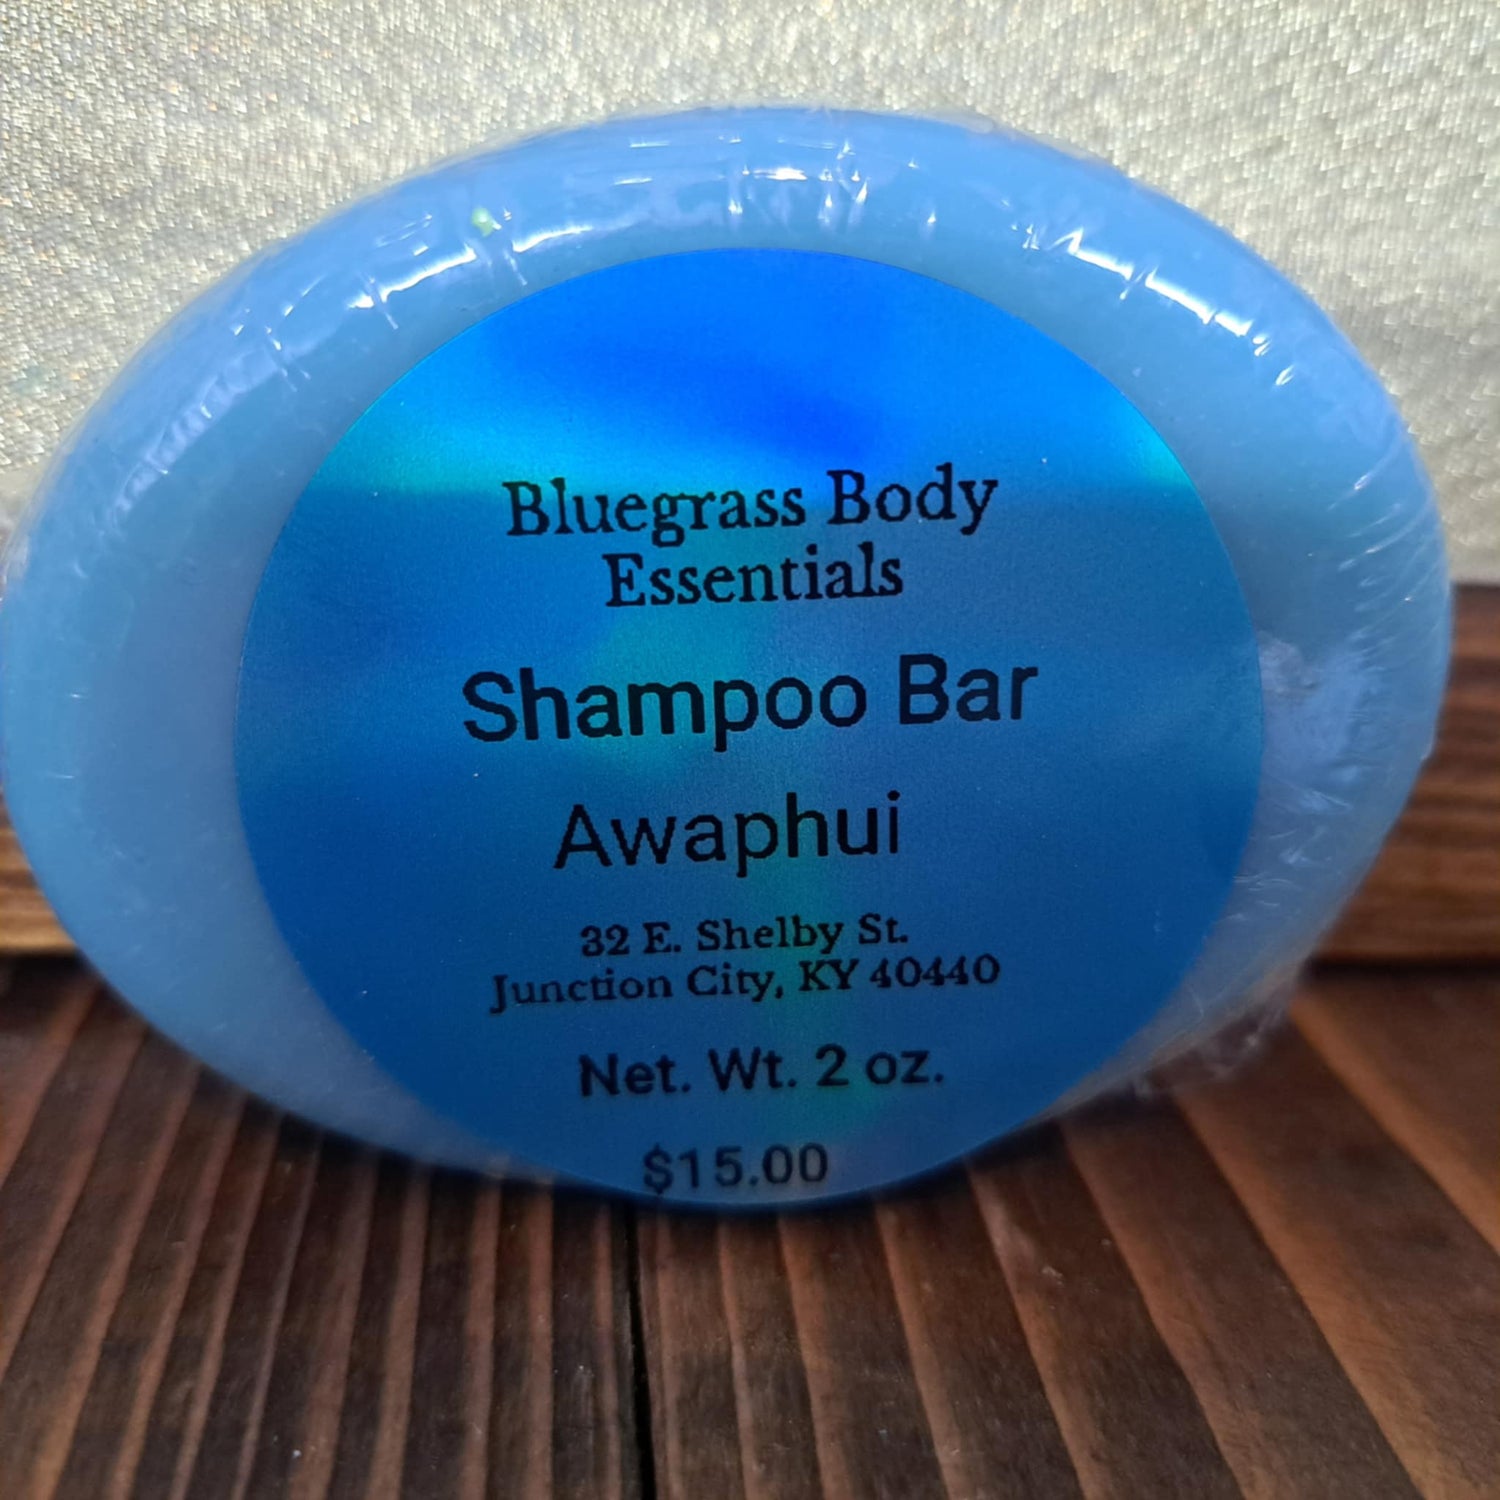 Bluegrass Body
Essentials
Shampoo Bar
Awaphui
32 E. Shelby St.
Junction City, KY 40440
Net. Wt. 2 oz.
$15.00